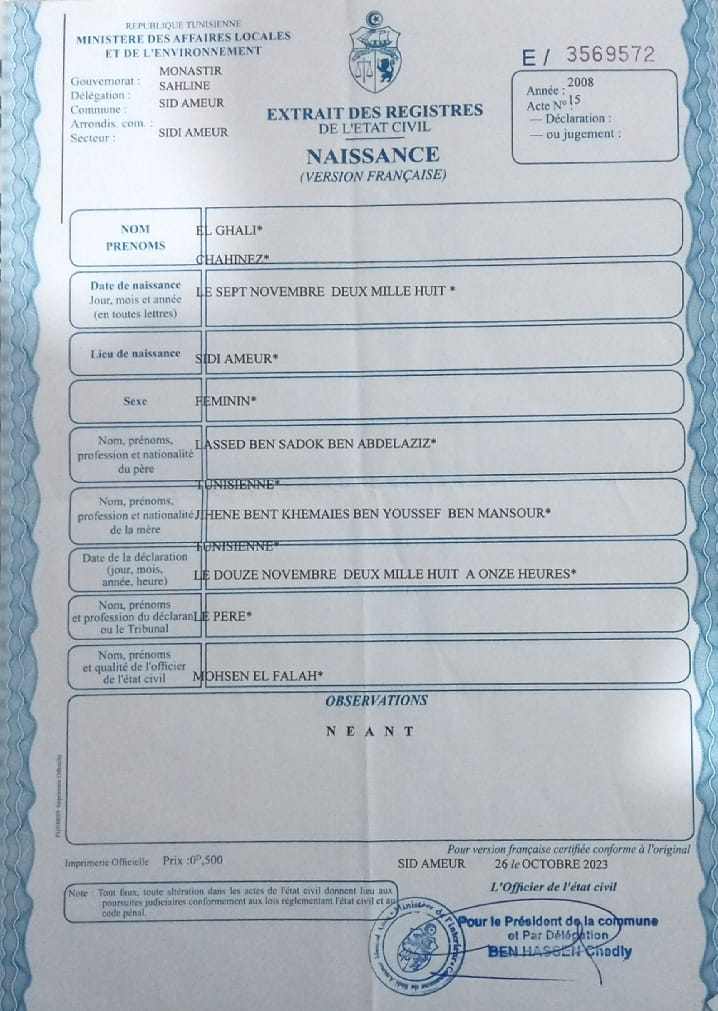 REPUBLIQUE TUNISIENNE
MINISTERE DES AFFAIRES LOCALES
ET DE L'ENVIRONNEMENT
Gouvernorat : MONASTIR
Délégation : SAHLINE
Commune : SID AMEUR
Arrondis. com. :
Secteur : SIDI AMEUR
EXTRAIT DES REGISTRES
DE L'ETAT CIVIL
NAISSANCE
(VERSION FRANÇAISE)
E / 3569572
Année : 2008
Acte N° : 15
— Déclaration :
— ou jugement :
NOM EL GHALI*
PRENOMS CHAHINEZ*
Date de naissance
Jour, mois et année
(en toutes lettres)
LE SEPT NOVEMBRE DEUX MILLE HUIT *
Lieu de naissance SIDI AMEUR*
Sexe FEMININ*
Nom, prénoms,
profession et nationalité
du père
LASSED BEN SADOK BEN ABDELAZIZ*
TUNISIENNE*
Nom, prénoms,
profession et nationalité
de la mère
JIHENE BENT KHEMAIES BEN YOUSSEF BEN MANSOUR*
TUNISIENNE*
Date de la déclaration
(jour, mois,
année, heure)
LE DOUZE NOVEMBRE DEUX MILLE HUIT A ONZE HEURES*
Nom, prénoms
et profession du déclarant
ou le Tribunal
LE PERE*
Nom, prénoms
et qualité de l'officier
de l'état civil
MOHSEN EL FALAH*
OBSERVATIONS
N E A N T
Pour version française certifiée conforme à l'original
Imprimerie Officielle Prix :0ᴰ,500
SID AMEUR 26 le OCTOBRE 2023
L'Officier de l'état civil
Note : Tout faux, toute altération dans les actes de l'état civil donnent lieu aux
poursuites judiciaires conformement aux lois réglementant l'état civil et au
code pénal.
Pour le Président de la commune
et Par Délégation
BEN HASSEN Chedly